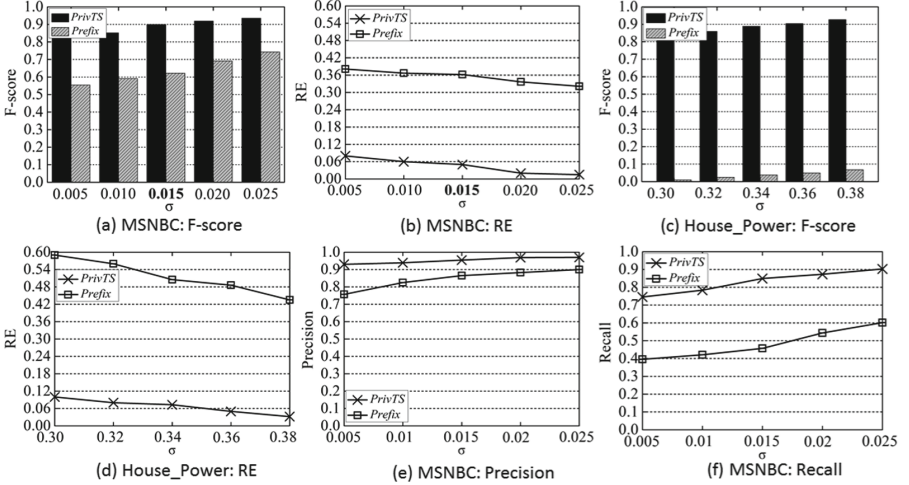 1.0
0.9
0.8
0.7
0.6
0.5
0.4
0.3
0.2
0.1
0.0
F-score
PrivTS
Prefix
0.005 0.010 0.015 0.020 0.025
σ
(a) MSNBC: F-score
0.60
0.54
0.48
0.42
0.36
0.30
0.24
0.18
0.12
0.06
0.00
RE
PrivTS
Prefix
0.005 0.010 0.015 0.020 0.025
σ
(b) MSNBC: RE
1.0
0.9
0.8
0.7
0.6
0.5
0.4
0.3
0.2
0.1
0.0
F-score
PrivTS
Prefix
0.30 0.32 0.34 0.36 0.38
σ
(c) House_Power: F-score
0.60
0.54
0.48
0.42
0.36
0.30
0.24
0.18
0.12
0.06
0.00
RE
PrivTS
Prefix
0.30 0.32 0.34 0.36 0.38
σ
(d) House_Power: RE
1.0
0.9
0.8
0.7
0.6
0.5
0.4
0.3
0.2
0.1
0.0
Precision
PrivTS
Prefix
0.005 0.01 0.015 0.02 0.025
σ
(e) MSNBC: Precision
1.0
0.9
0.8
0.7
0.6
0.5
0.4
0.3
0.2
0.1
0.0
Recall
PrivTS
Prefix
0.005 0.01 0.015 0.02 0.025
σ
(f) MSNBC: Recall